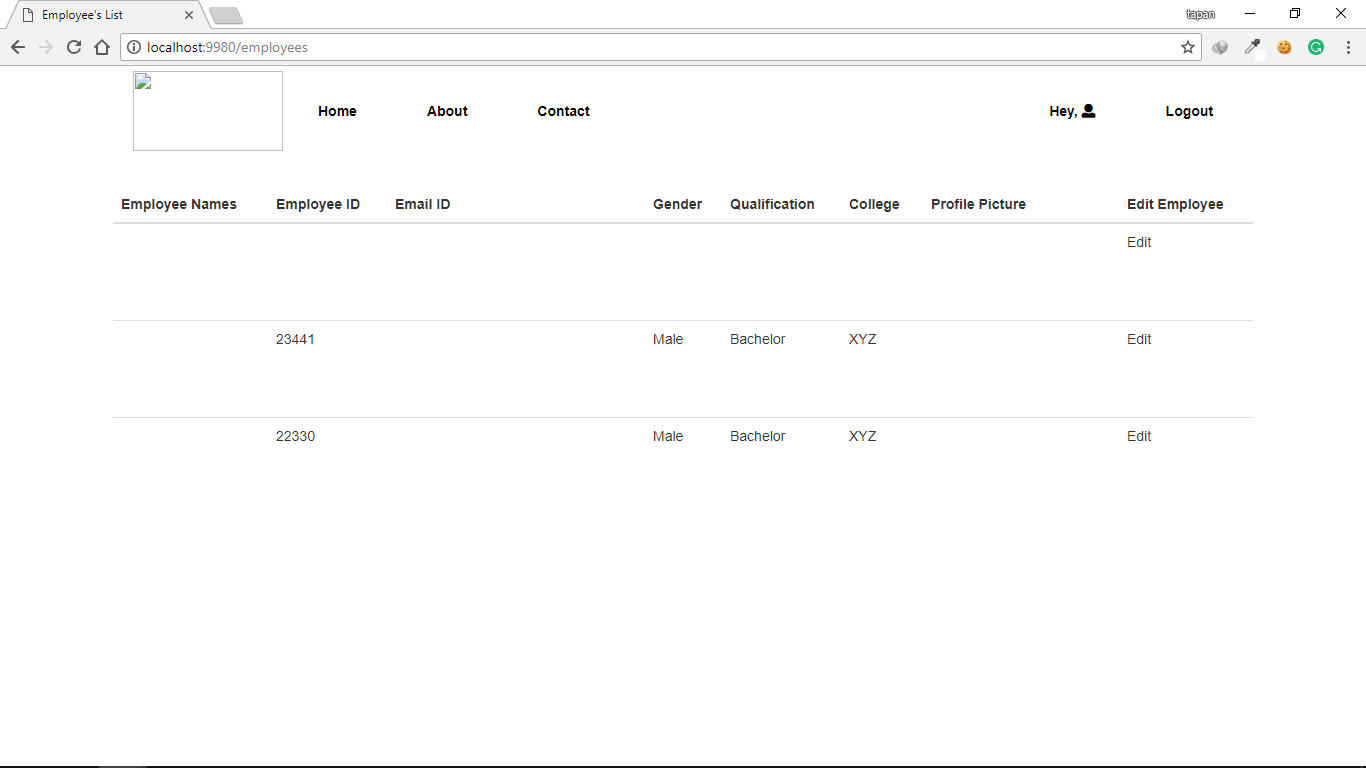 Employee's List
tapan
localhost:9980/employees
Home About Contact Hey, Logout
Employee Names Employee ID Email ID Gender Qualification College Profile Picture Edit Employee
Edit
23441 Male Bachelor XYZ Edit
22330 Male Bachelor XYZ Edit